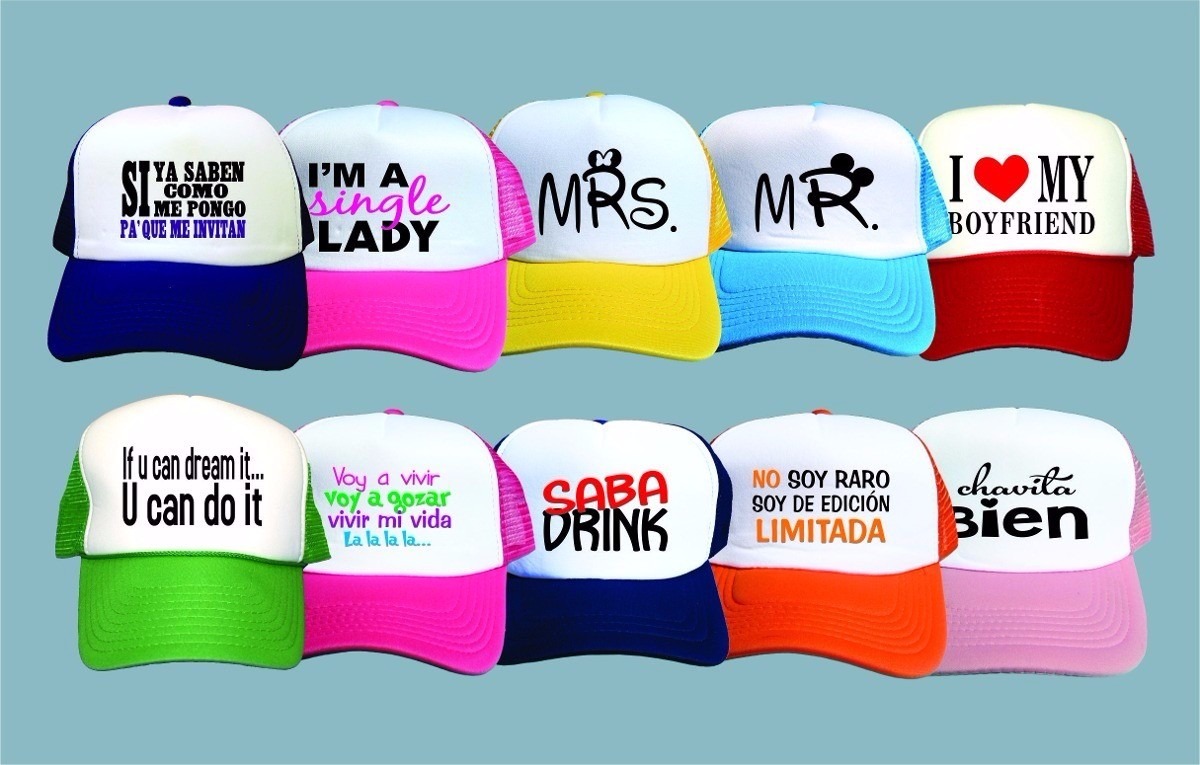 SI YA SABEN
COMO
ME PONGO
PA' QUE ME INVITAN
I'M A
single
LADY
MRS.
MR.
I ❤ MY
BOYFRIEND
If u can dream it...
U can do it
Voy a vivir
voy a gozar
vivir mi vida
La la la la...
SABA
DRINK
NO SOY RARO
SOY DE EDICIÓN
LIMITADA
chavita
Bien